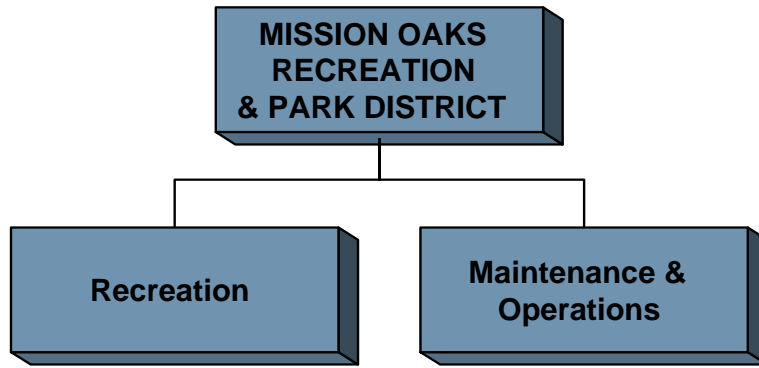 MISSION OAKS
RECREATION
& PARK DISTRICT
Recreation
Maintenance &
Operations